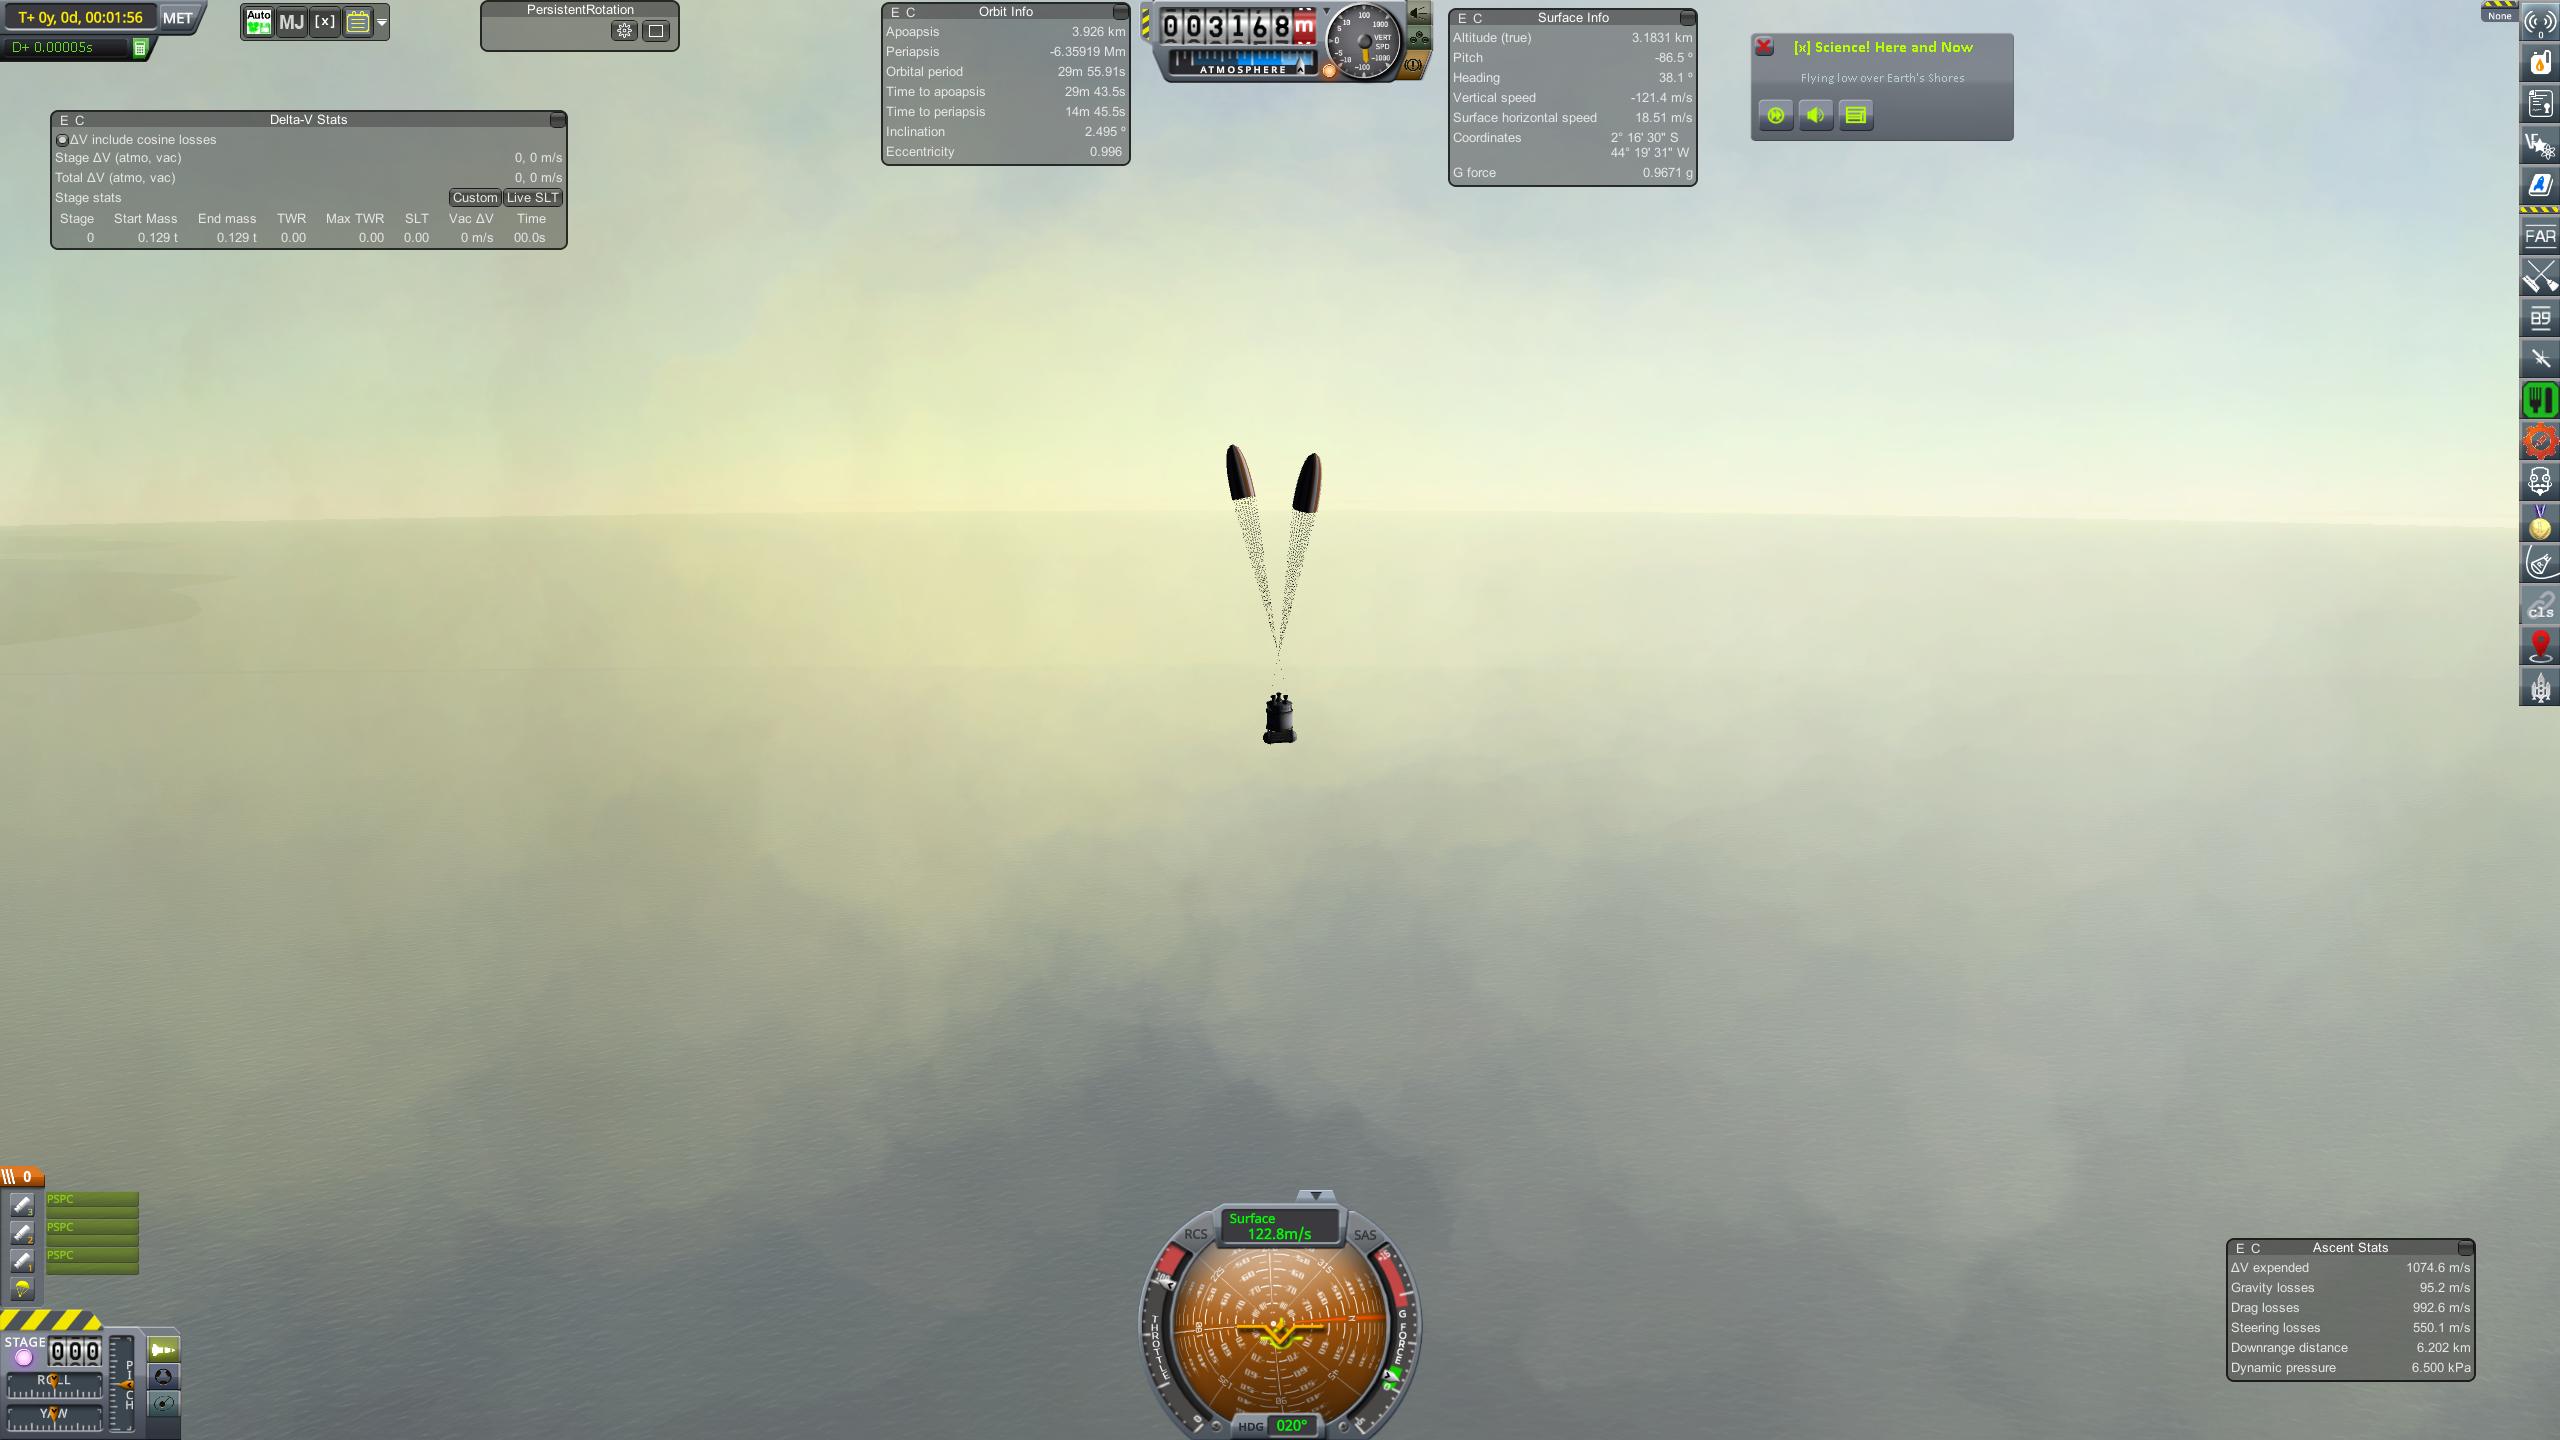 T+ 0y, 0d, 00:01:56 MET
D+ 0.00005s
Auto MJ [x]
PersistentRotation
E C Delta-V Stats
ΔV include cosine losses
Stage ΔV (atmo, vac) 0, 0 m/s
Total ΔV (atmo, vac) 0, 0 m/s
Stage stats Custom Live SLT
Stage Start Mass End mass TWR Max TWR SLT Vac ΔV Time
0 0.129 t 0.129 t 0.00 0.00 0.00 0 m/s 00.0s
E C Orbit Info
Apoapsis 3.926 km
Periapsis -6.35919 Mm
Orbital period 29m 55.91s
Time to apoapsis 29m 43.5s
Time to periapsis 14m 45.5s
Inclination 2.495 º
Eccentricity 0.996
003168m
ATMOSPHERE
VERT
SPD
E C Surface Info
Altitude (true) 3.1831 km
Pitch -86.5 º
Heading 38.1 º
Vertical speed -121.4 m/s
Surface horizontal speed 18.51 m/s
Coordinates 2° 16' 30" S
44° 19' 31" W
G force 0.9671 g
[x] Science! Here and Now
Flying low over Earth's Shores
None
0
FAR
B9
cls
0
PSPC
3
PSPC
2
PSPC
1
STAGE 000
ROLL
YAW
PITCH
Surface
122.8m/s
RCS SAS
THROTTLE
G FORCE
HDG 020°
E C Ascent Stats
ΔV expended 1074.6 m/s
Gravity losses 95.2 m/s
Drag losses 992.6 m/s
Steering losses 550.1 m/s
Downrange distance 6.202 km
Dynamic pressure 6.500 kPa